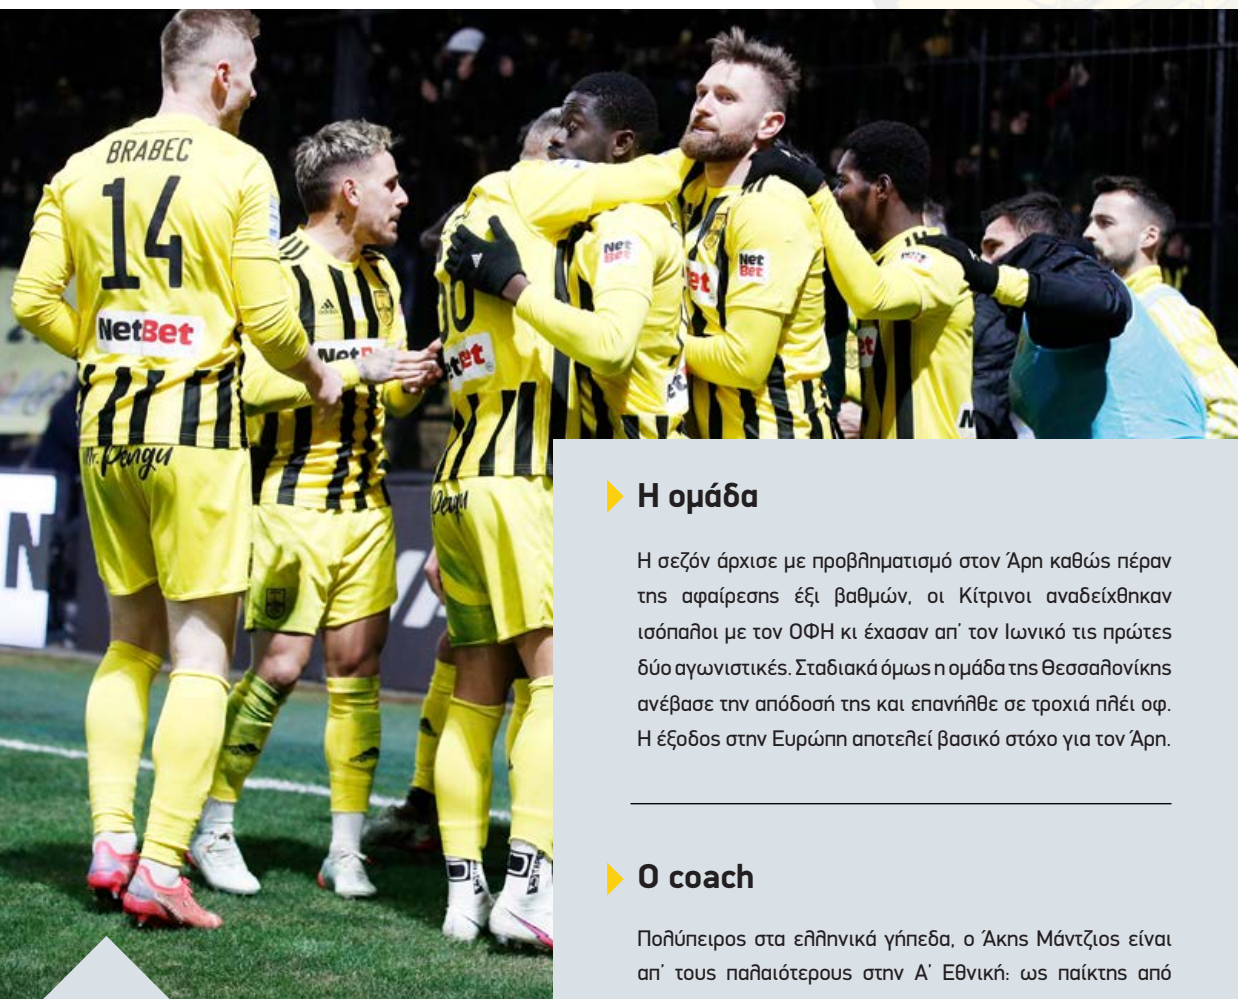 BRABEC
14
NetBet
adidas
Net
Bet
Net
Bet
Mr. Pengu
Pengu
N
Η ομάδα
Η σεζόν άρχισε με προβληματισμό στον Άρη καθώς πέραν
της αφαίρεσης έξι βαθμών, οι Κίτρινοι αναδείχθηκαν
ισόπαλοι με τον ΟΦΗ κι έχασαν απ' τον Ιωνικό τις πρώτες
δύο αγωνιστικές. Σταδιακά όμως η ομάδα της Θεσσαλονίκης
ανέβασε την απόδοσή της και επανήλθε σε τροχιά πλέι οφ.
Η έξοδος στην Ευρώπη αποτελεί βασικό στόχο για τον Άρη.
Ο coach
Πολύπειρος στα ελληνικά γήπεδα, ο Άκης Μάντζιος είναι
απ' τους παλαιότερους στην Α' Εθνική: ως παίκτης από